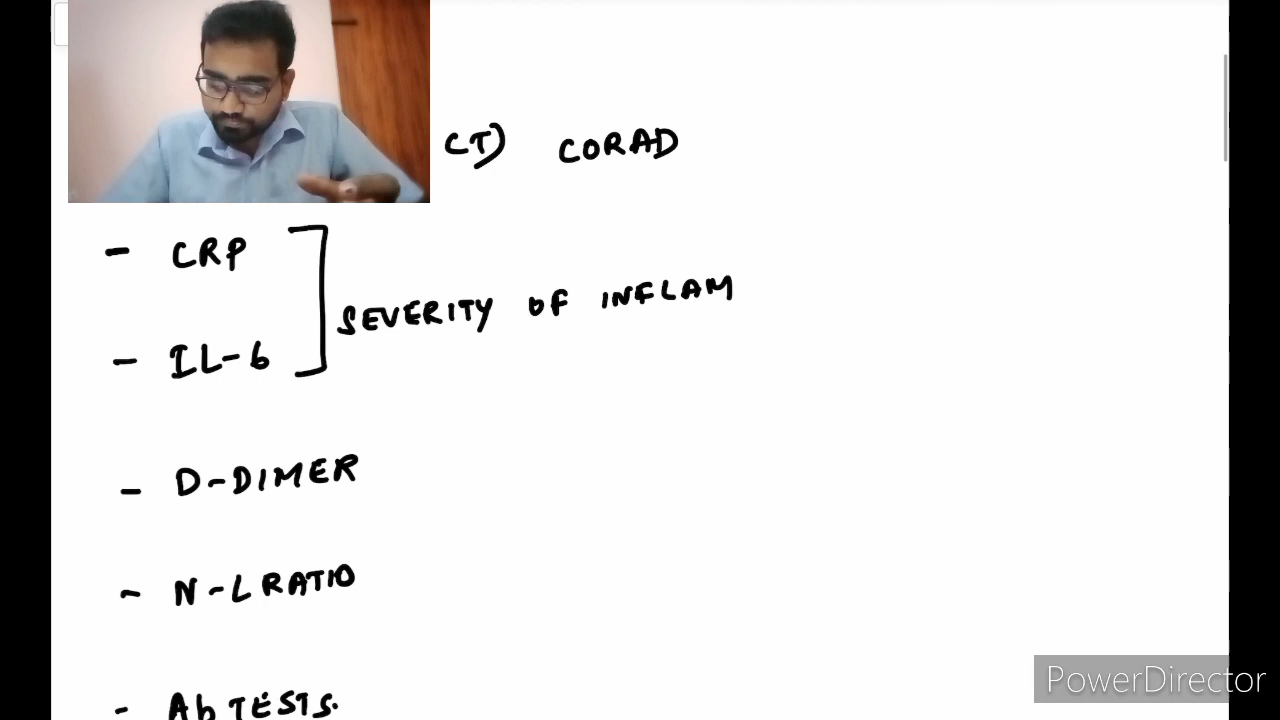 CT) CORAD
- CRP
SEVERITY OF INFLAM
- IL-6
- D-DIMER
- N-L RATIO
- Ab TESTS.
PowerDirector